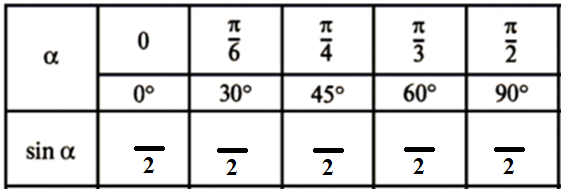 α 0 π/6 π/4 π/3 π/2
0° 30° 45° 60° 90°
sin α —/2 —/2 —/2 —/2 —/2